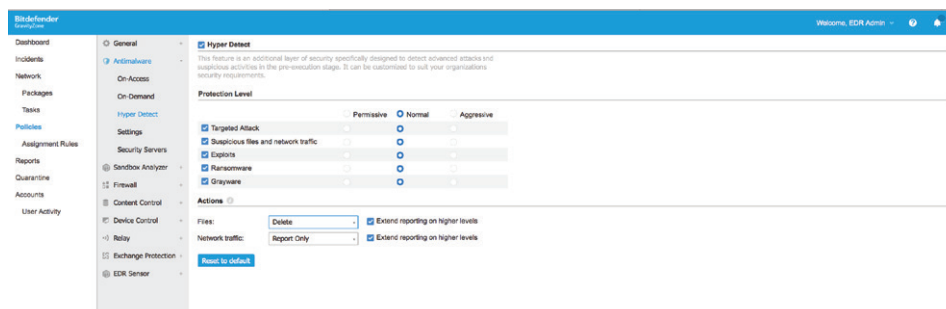 Bitdefender
GravityZone
Welcome, EDR Admin
Dashboard
Incidents
Network
Packages
Tasks
Policies
Assignment Rules
Reports
Quarantine
Accounts
User Activity
General
Antimalware
On-Access
On-Demand
Hyper Detect
Settings
Security Servers
Sandbox Analyzer
Firewall
Content Control
Device Control
Relay
Exchange Protection
EDR Sensor
Hyper Detect
This feature is an additional layer of security specifically designed to detect advanced attacks and
suspicious activities in the pre-execution stage. It can be customized to suit your organizations
security requirements.
Protection Level
Permissive Normal Aggressive
Targeted Attack
Suspicious files and network traffic
Exploits
Ransomware
Grayware
Actions
Files: Delete Extend reporting on higher levels
Network traffic: Report Only Extend reporting on higher levels
Reset to default